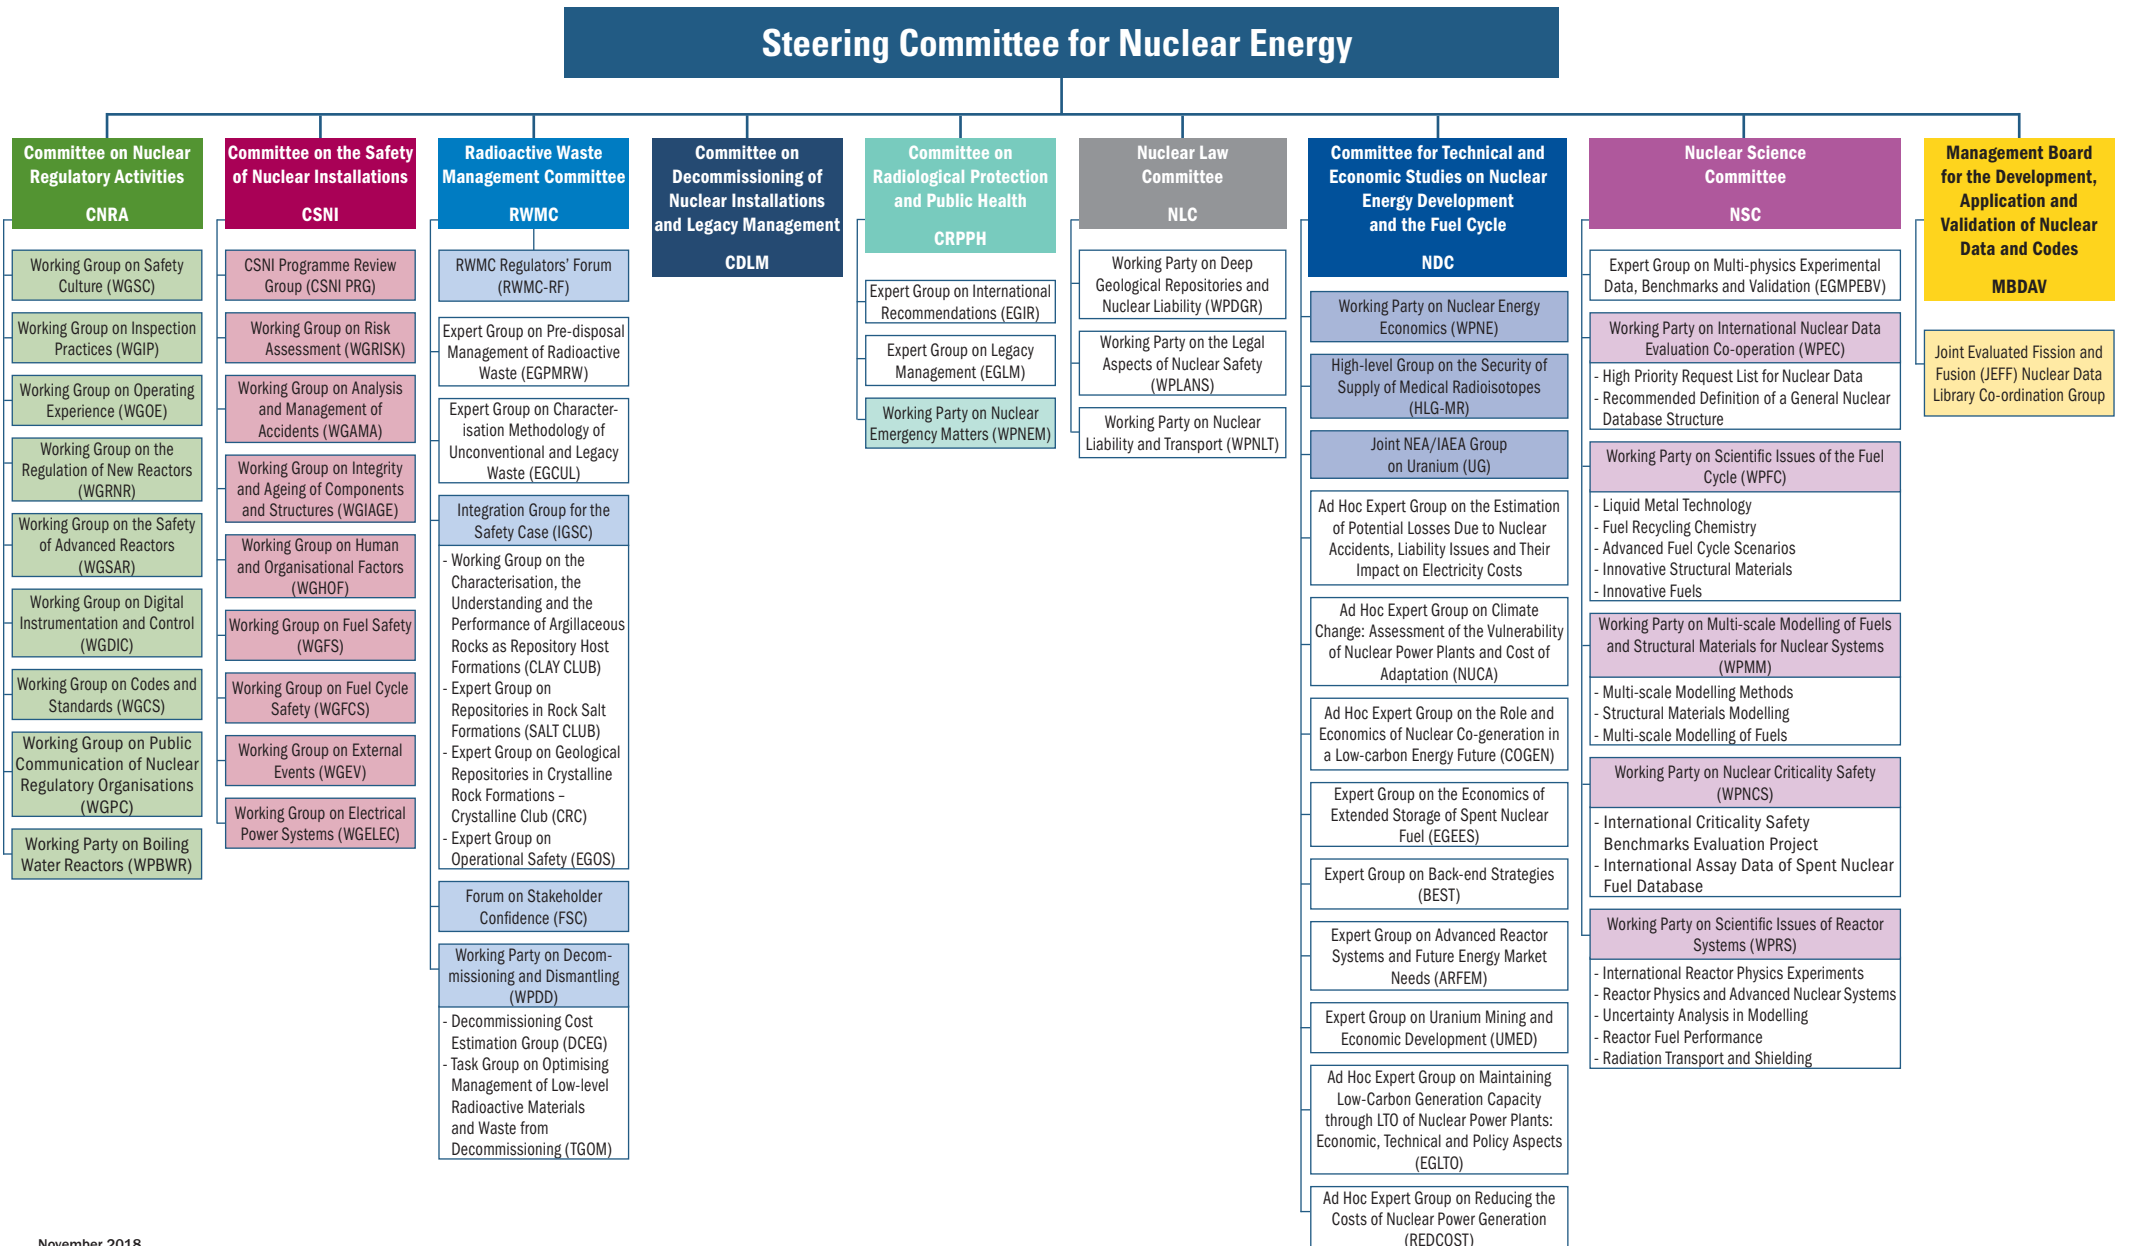 Steering Committee for Nuclear Energy
Committee on Nuclear
Regulatory Activities
CNRA
Working Group on Safety
Culture (WGSC)
Working Group on Inspection
Practices (WGIP)
Working Group on Operating
Experience (WGOE)
Working Group on the
Regulation of New Reactors
(WGRNR)
Working Group on the Safety
of Advanced Reactors
(WGSAR)
Working Group on Digital
Instrumentation and Control
(WGDIC)
Working Group on Codes and
Standards (WGCS)
Working Group on Public
Communication of Nuclear
Regulatory Organisations
(WGPC)
Working Party on Boiling
Water Reactors (WPBWR)
Committee on the Safety
of Nuclear Installations
CSNI
CSNI Programme Review
Group (CSNI PRG)
Working Group on Risk
Assessment (WGRISK)
Working Group on Analysis
and Management of
Accidents (WGAMA)
Working Group on Integrity
and Ageing of Components
and Structures (WGIAGE)
Working Group on Human
and Organisational Factors
(WGHOF)
Working Group on Fuel Safety
(WGFS)
Working Group on Fuel Cycle
Safety (WGFCS)
Working Group on External
Events (WGEV)
Working Group on Electrical
Power Systems (WGELEC)
Radioactive Waste
Management Committee
RWMC
RWMC Regulators' Forum
(RWMC-RF)
Expert Group on Pre-disposal
Management of Radioactive
Waste (EGPMRW)
Expert Group on Character-
isation Methodology of
Unconventional and Legacy
Waste (EGCUL)
Integration Group for the
Safety Case (IGSC)
- Working Group on the
Characterisation, the
Understanding and the
Performance of Argillaceous
Rocks as Repository Host
Formations (CLAY CLUB)
- Expert Group on
Repositories in Rock Salt
Formations (SALT CLUB)
- Expert Group on Geological
Repositories in Crystalline
Rock Formations –
Crystalline Club (CRC)
- Expert Group on
Operational Safety (EGOS)
Forum on Stakeholder
Confidence (FSC)
Working Party on Decom-
missioning and Dismantling
(WPDD)
- Decommissioning Cost
Estimation Group (DCEG)
- Task Group on Optimising
Management of Low-level
Radioactive Materials
and Waste from
Decommissioning (TGOM)
Committee on
Decommissioning of
Nuclear Installations
and Legacy Management
CDLM
Committee on
Radiological Protection
and Public Health
CRPPH
Expert Group on International
Recommendations (EGIR)
Expert Group on Legacy
Management (EGLM)
Working Party on Nuclear
Emergency Matters (WPNEM)
Nuclear Law
Committee
NLC
Working Party on Deep
Geological Repositories and
Nuclear Liability (WPDGR)
Working Party on the Legal
Aspects of Nuclear Safety
(WPLANS)
Working Party on Nuclear
Liability and Transport (WPNLT)
Committee for Technical and
Economic Studies on Nuclear
Energy Development
and the Fuel Cycle
NDC
Working Party on Nuclear Energy
Economics (WPNE)
High-level Group on the Security of
Supply of Medical Radioisotopes
(HLG-MR)
Joint NEA/IAEA Group
on Uranium (UG)
Ad Hoc Expert Group on the Estimation
of Potential Losses Due to Nuclear
Accidents, Liability Issues and Their
Impact on Electricity Costs
Ad Hoc Expert Group on Climate
Change: Assessment of the Vulnerability
of Nuclear Power Plants and Cost of
Adaptation (NUCA)
Ad Hoc Expert Group on the Role and
Economics of Nuclear Co-generation in
a Low-carbon Energy Future (COGEN)
Expert Group on the Economics of
Extended Storage of Spent Nuclear
Fuel (EGEES)
Expert Group on Back-end Strategies
(BEST)
Expert Group on Advanced Reactor
Systems and Future Energy Market
Needs (ARFEM)
Expert Group on Uranium Mining and
Economic Development (UMED)
Ad Hoc Expert Group on Maintaining
Low-Carbon Generation Capacity
through LTO of Nuclear Power Plants:
Economic, Technical and Policy Aspects
(EGLTO)
Ad Hoc Expert Group on Reducing the
Costs of Nuclear Power Generation
(REDCOST)
Nuclear Science
Committee
NSC
Expert Group on Multi-physics Experimental
Data, Benchmarks and Validation (EGMPEBV)
Working Party on International Nuclear Data
Evaluation Co-operation (WPEC)
- High Priority Request List for Nuclear Data
- Recommended Definition of a General Nuclear
Database Structure
Working Party on Scientific Issues of the Fuel
Cycle (WPFC)
- Liquid Metal Technology
- Fuel Recycling Chemistry
- Advanced Fuel Cycle Scenarios
- Innovative Structural Materials
- Innovative Fuels
Working Party on Multi-scale Modelling of Fuels
and Structural Materials for Nuclear Systems
(WPMM)
- Multi-scale Modelling Methods
- Structural Materials Modelling
- Multi-scale Modelling of Fuels
Working Party on Nuclear Criticality Safety
(WPNCS)
- International Criticality Safety
Benchmarks Evaluation Project
- International Assay Data of Spent Nuclear
Fuel Database
Working Party on Scientific Issues of Reactor
Systems (WPRS)
- International Reactor Physics Experiments
- Reactor Physics and Advanced Nuclear Systems
- Uncertainty Analysis in Modelling
- Reactor Fuel Performance
- Radiation Transport and Shielding
Management Board
for the Development,
Application and
Validation of Nuclear
Data and Codes
MBDAV
Joint Evaluated Fission and
Fusion (JEFF) Nuclear Data
Library Co-ordination Group
November 2018